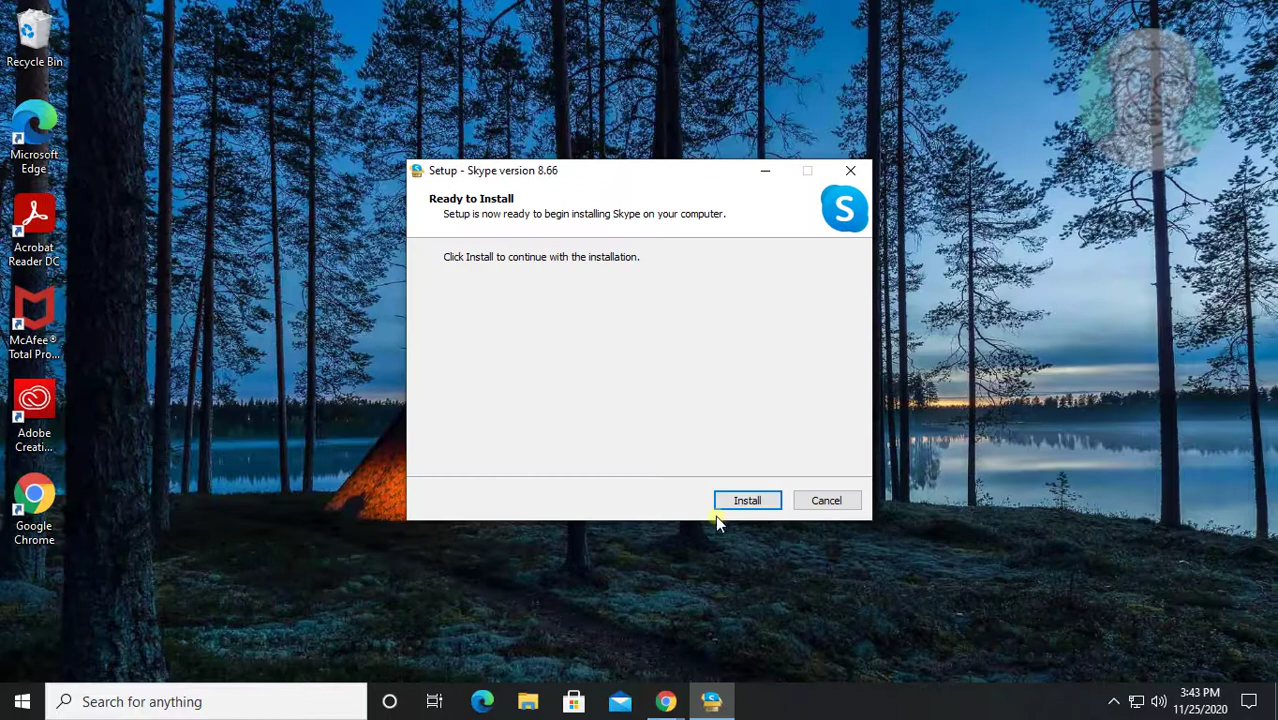 Recycle Bin
Microsoft
Edge
Acrobat
Reader DC
McAfee®
Total Pro...
Adobe
Creati...
Google
Chrome
Setup - Skype version 8.66
Ready to Install
Setup is now ready to begin installing Skype on your computer.
S
Click Install to continue with the installation.
Install
Cancel
Search for anything
3:43 PM
11/25/2020